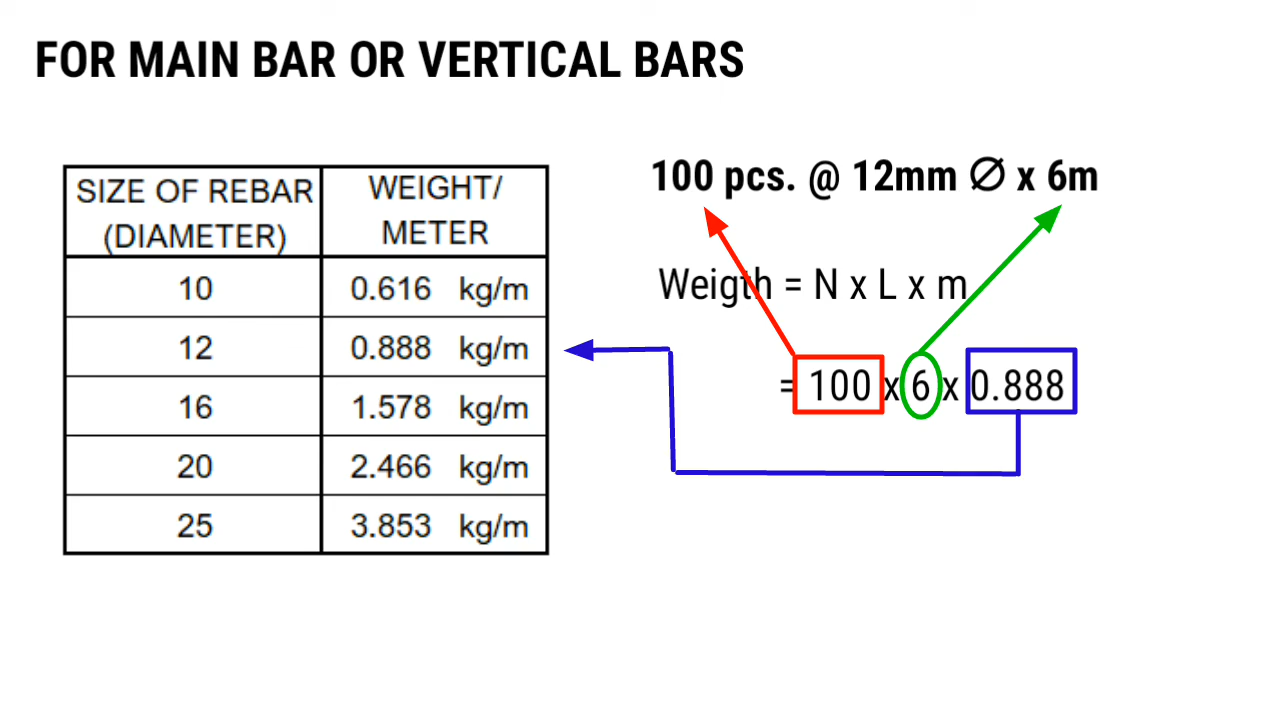 FOR MAIN BAR OR VERTICAL BARS
SIZE OF REBAR (DIAMETER) WEIGHT/ METER
10 0.616 kg/m
12 0.888 kg/m
16 1.578 kg/m
20 2.466 kg/m
25 3.853 kg/m
100 pcs. @ 12mm ∅ x 6m
Weigth = N x L x m
= 100 x 6 x 0.888